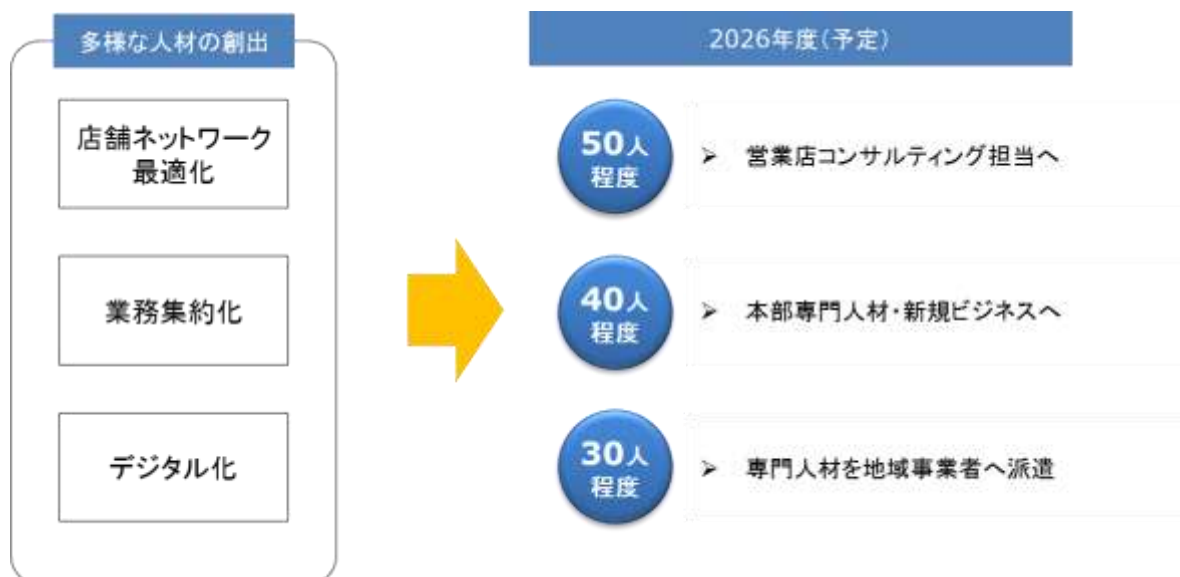 多様な人材の創出
店舗ネットワーク
最適化
業務集約化
デジタル化
2026年度(予定)
50人
程度
➢ 営業店コンサルティング担当へ
40人
程度
➢ 本部専門人材・新規ビジネスへ
30人
程度
➢ 専門人材を地域事業者へ派遣